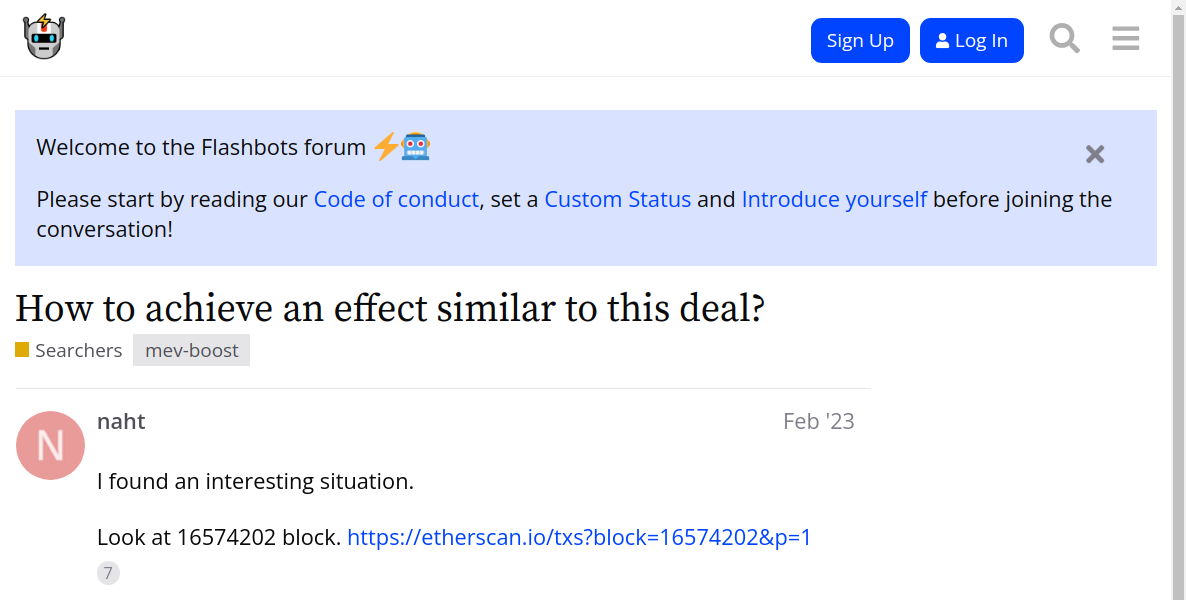 Sign Up
Log In
Welcome to the Flashbots forum ⚡🤖
Please start by reading our Code of conduct, set a Custom Status and Introduce yourself before joining the
conversation!
How to achieve an effect similar to this deal?
Searchers mev-boost
N
naht Feb '23
I found an interesting situation.
Look at 16574202 block. https://etherscan.io/txs?block=16574202&p=1
7